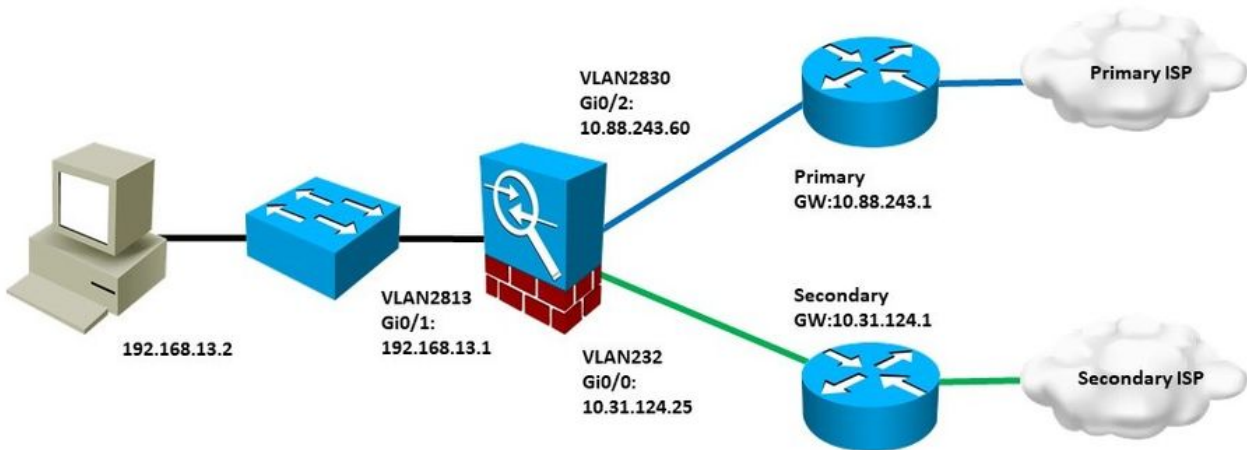 VLAN2830
Gi0/2:
10.88.243.60
Primary ISP
Primary
GW:10.88.243.1
192.168.13.2
VLAN2813
Gi0/1:
192.168.13.1
VLAN232
Gi0/0:
10.31.124.25
Secondary
GW:10.31.124.1
Secondary ISP